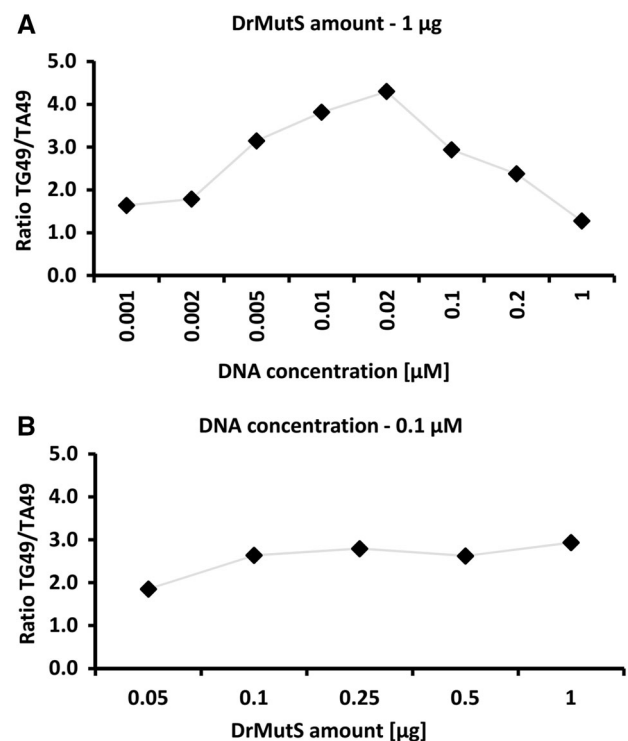 A
DrMutS amount - 1 µg
Ratio TG49/TA49
5.0
4.0
3.0
2.0
1.0
0.0
0.001
0.002
0.005
0.01
0.02
0.1
0.2
1
DNA concentration [µM]
B
DNA concentration - 0.1 µM
Ratio TG49/TA49
5.0
4.0
3.0
2.0
1.0
0.0
0.05 0.1 0.25 0.5 1
DrMutS amount [µg]